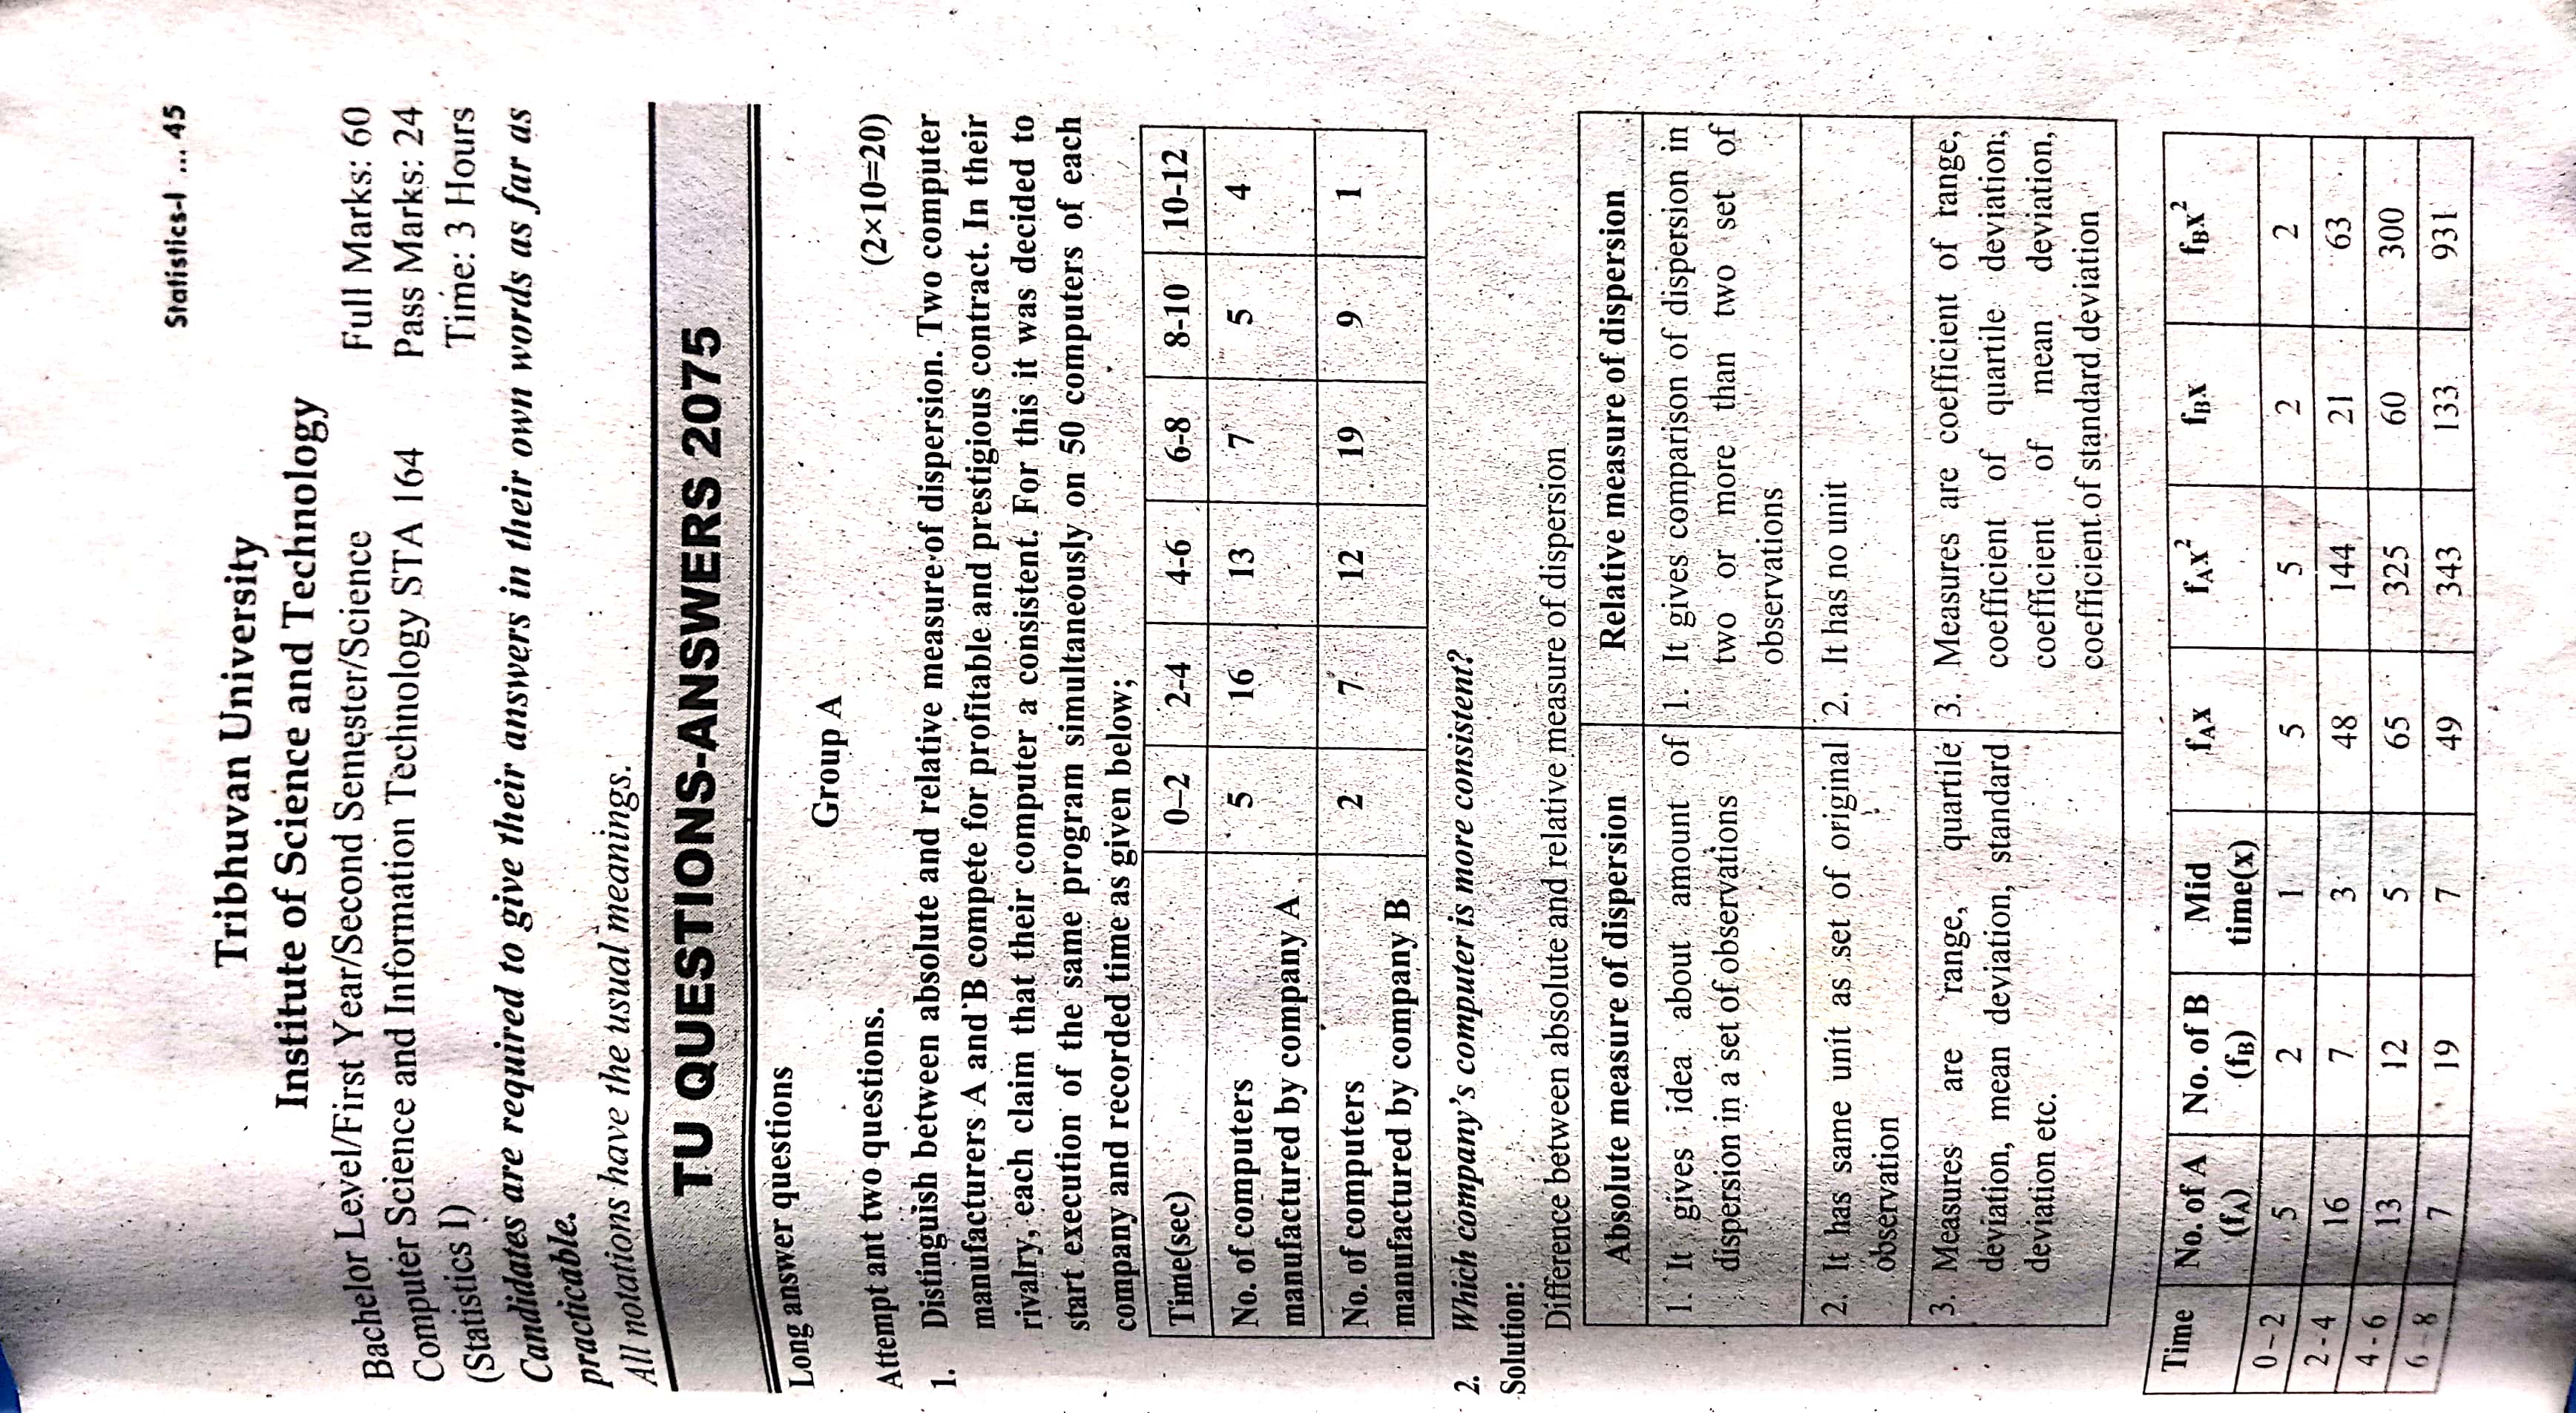 Statistics-I ... 45
Tribhuvan University
Institute of Science and Technology
Bachelor Level/First Year/Second Semester/Science Full Marks: 60
Computer Science and Information Technology STA 164 Pass Marks: 24
(Statistics I) Time: 3 Hours
Candidates are required to give their answers in their own words as far as
practicable.
All notations have the usual meanings.
TU QUESTIONS-ANSWERS 2075
Long answer questions
Group A
Attempt ant two questions. (2×10=20)
1. Distinguish between absolute and relative measure of dispersion. Two computer
manufacturers A and B compete for profitable and prestigious contract. In their
rivalry, each claim that their computer a consistent. For this it was decided to
start execution of the same program simultaneously on 50 computers of each
company and recorded time as given below;
Time(sec) 0–2 2-4 4-6 6-8 8-10 10-12
No. of computers 5 16 13 7 5 4
manufactured by company A
No. of computers 2 7 12 19 9 1
manufactured by company B
2. Which company's computer is more consistent?
Solution:
Difference between absolute and relative measure of dispersion
Absolute measure of dispersion Relative measure of dispersion
1. It gives idea about amount of 1. It gives comparison of dispersion in
dispersion in a set of observations two or more than two set of
observations
2. It has same unit as set of original 2. It has no unit
observation
3. Measures are range, quartile 3. Measures are coefficient of range,
deviation, mean deviation, standard coefficient of quartile deviation,
deviation etc. coefficient of mean deviation,
coefficient of standard deviation
Time No. of A No. of B Mid fAx fAx² fBx fBx²
(fA) (fB) time(x)
0–2 5 2 1 5 5 2 2
2-4 16 7 3 48 144 21 63
4-6 13 12 5 65 325 60 300
6-8 7 19 7 49 343 133 931